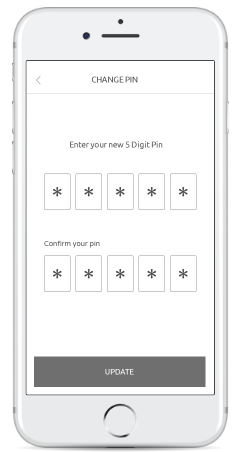 CHANGE PIN
Enter your new 5 Digit Pin
* * * * *
Confirm your pin
* * * * *
UPDATE